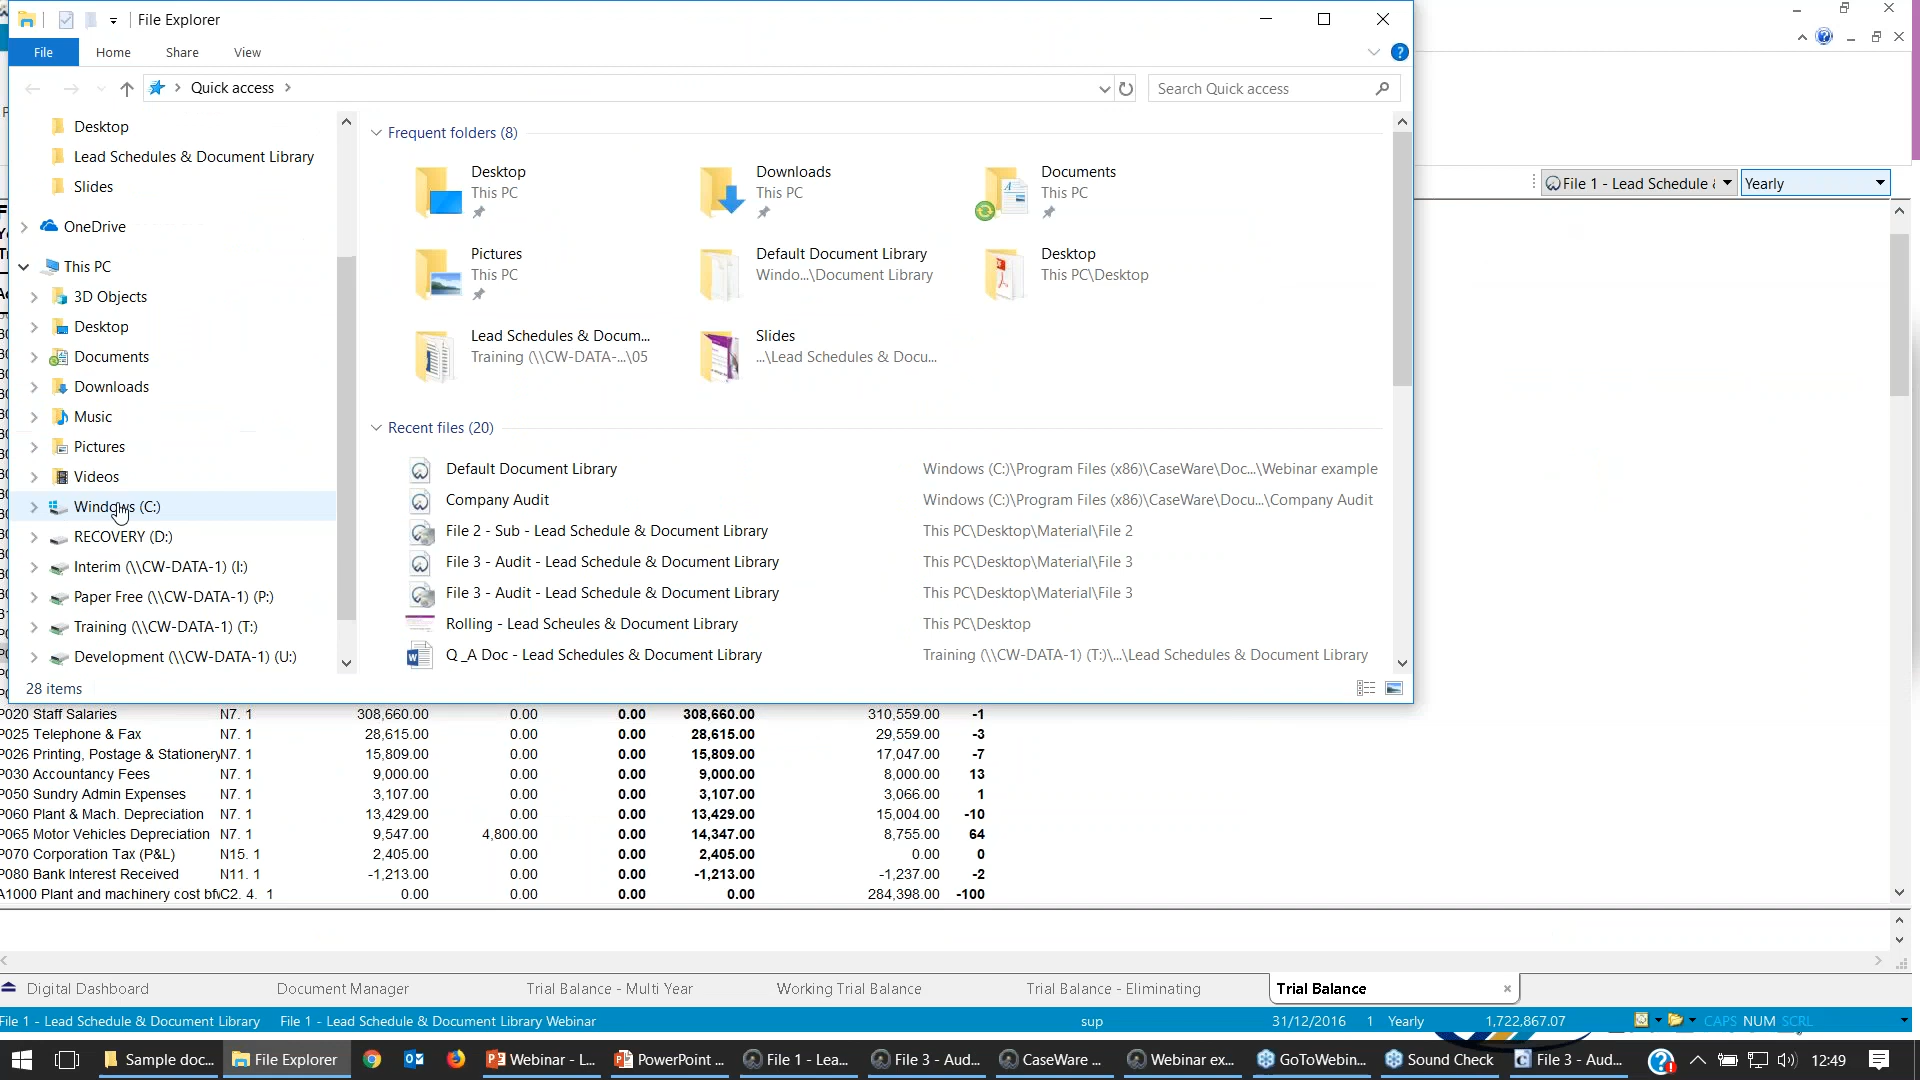 File Explorer
File Home Share View
Quick access
Search Quick access
Desktop
Lead Schedules & Document Library
Slides
OneDrive
This PC
3D Objects
Desktop
Documents
Downloads
Music
Pictures
Videos
Windows (C:)
RECOVERY (D:)
Interim (\\CW-DATA-1) (I:)
Paper Free (\\CW-DATA-1) (P:)
Training (\\CW-DATA-1) (T:)
Development (\\CW-DATA-1) (U:)
28 items
Frequent folders (8)
Desktop
This PC
Downloads
This PC
Documents
This PC
Pictures
This PC
Default Document Library
Windo...\Document Library
Desktop
This PC\Desktop
Lead Schedules & Docum...
Training (\\CW-DATA-...\05
Slides
...\Lead Schedules & Docu...
Recent files (20)
Default Document Library Windows (C:)\Program Files (x86)\CaseWare\Doc...\Webinar example
Company Audit Windows (C:)\Program Files (x86)\CaseWare\Docu...\Company Audit
File 2 - Sub - Lead Schedule & Document Library This PC\Desktop\Material\File 2
File 3 - Audit - Lead Schedule & Document Library This PC\Desktop\Material\File 3
File 3 - Audit - Lead Schedule & Document Library This PC\Desktop\Material\File 3
Rolling - Lead Scheules & Document Library This PC\Desktop
Q _A Doc - Lead Schedules & Document Library Training (\\CW-DATA-1) (T:)\...\Lead Schedules & Document Library
File 1 - Lead Schedule Yearly
P020 Staff Salaries N7. 1 308,660.00 0.00 0.00 308,660.00 310,559.00 -1
P025 Telephone & Fax N7. 1 28,615.00 0.00 0.00 28,615.00 29,559.00 -3
P026 Printing, Postage & Stationery N7. 1 15,809.00 0.00 0.00 15,809.00 17,047.00 -7
P030 Accountancy Fees N7. 1 9,000.00 0.00 0.00 9,000.00 8,000.00 13
P050 Sundry Admin Expenses N7. 1 3,107.00 0.00 0.00 3,107.00 3,066.00 1
P060 Plant & Mach. Depreciation N7. 1 13,429.00 0.00 0.00 13,429.00 15,004.00 -10
P065 Motor Vehicles Depreciation N7. 1 9,547.00 4,800.00 0.00 14,347.00 8,755.00 64
P070 Corporation Tax (P&L) N15. 1 2,405.00 0.00 0.00 2,405.00 0.00 0
P080 Bank Interest Received N11. 1 -1,213.00 0.00 0.00 -1,213.00 -1,237.00 -2
A1000 Plant and machinery cost bf C2. 4. 1 0.00 0.00 0.00 0.00 284,398.00 -100
Digital Dashboard Document Manager Trial Balance - Multi Year Working Trial Balance Trial Balance - Eliminating Trial Balance
File 1 - Lead Schedule & Document Library File 1 - Lead Schedule & Document Library Webinar sup 31/12/2016 1 Yearly 1,722,867.07 CAPS NUM SCRL
Sample doc... File Explorer Webinar - L... PowerPoint ... File 1 - Lea... File 3 - Aud... CaseWare ... Webinar ex... GoToWebin... Sound Check File 3 - Aud... 12:49